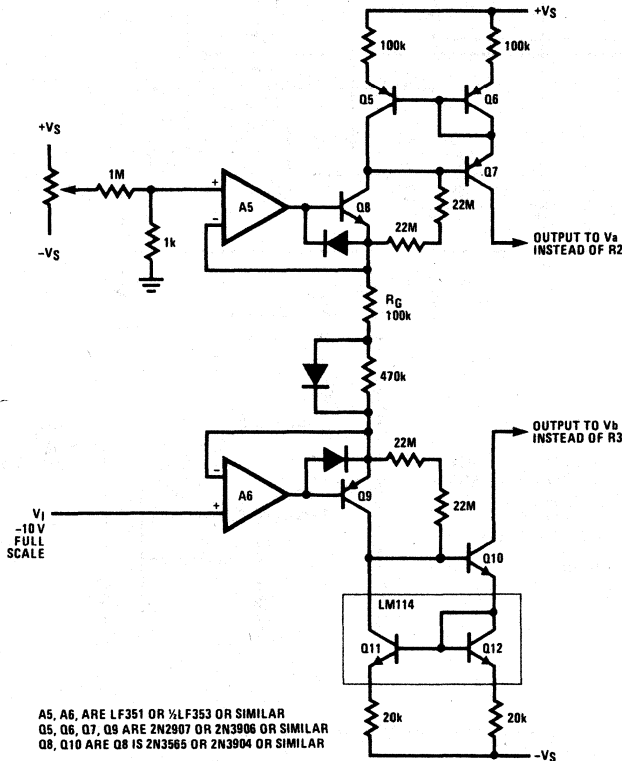 +VS
100k
100k
Q5
Q6
+VS
Q7
1M
+
A5
Q8
22M
−
22M
−VS
1k
OUTPUT TO Va
INSTEAD OF R2
RG
100k
470k
OUTPUT TO Vb
INSTEAD OF R3
22M
−
A6
Q9
VI
+
22M
−10 V
FULL
SCALE
Q10
LM114
Q11
Q12
20k
20k
A5, A6, ARE LF351 OR ½LF353 OR SIMILAR
Q5, Q6, Q7, Q9 ARE 2N2907 OR 2N3906 OR SIMILAR
Q8, Q10 ARE Q8 IS 2N3565 OR 2N3904 OR SIMILAR
−VS